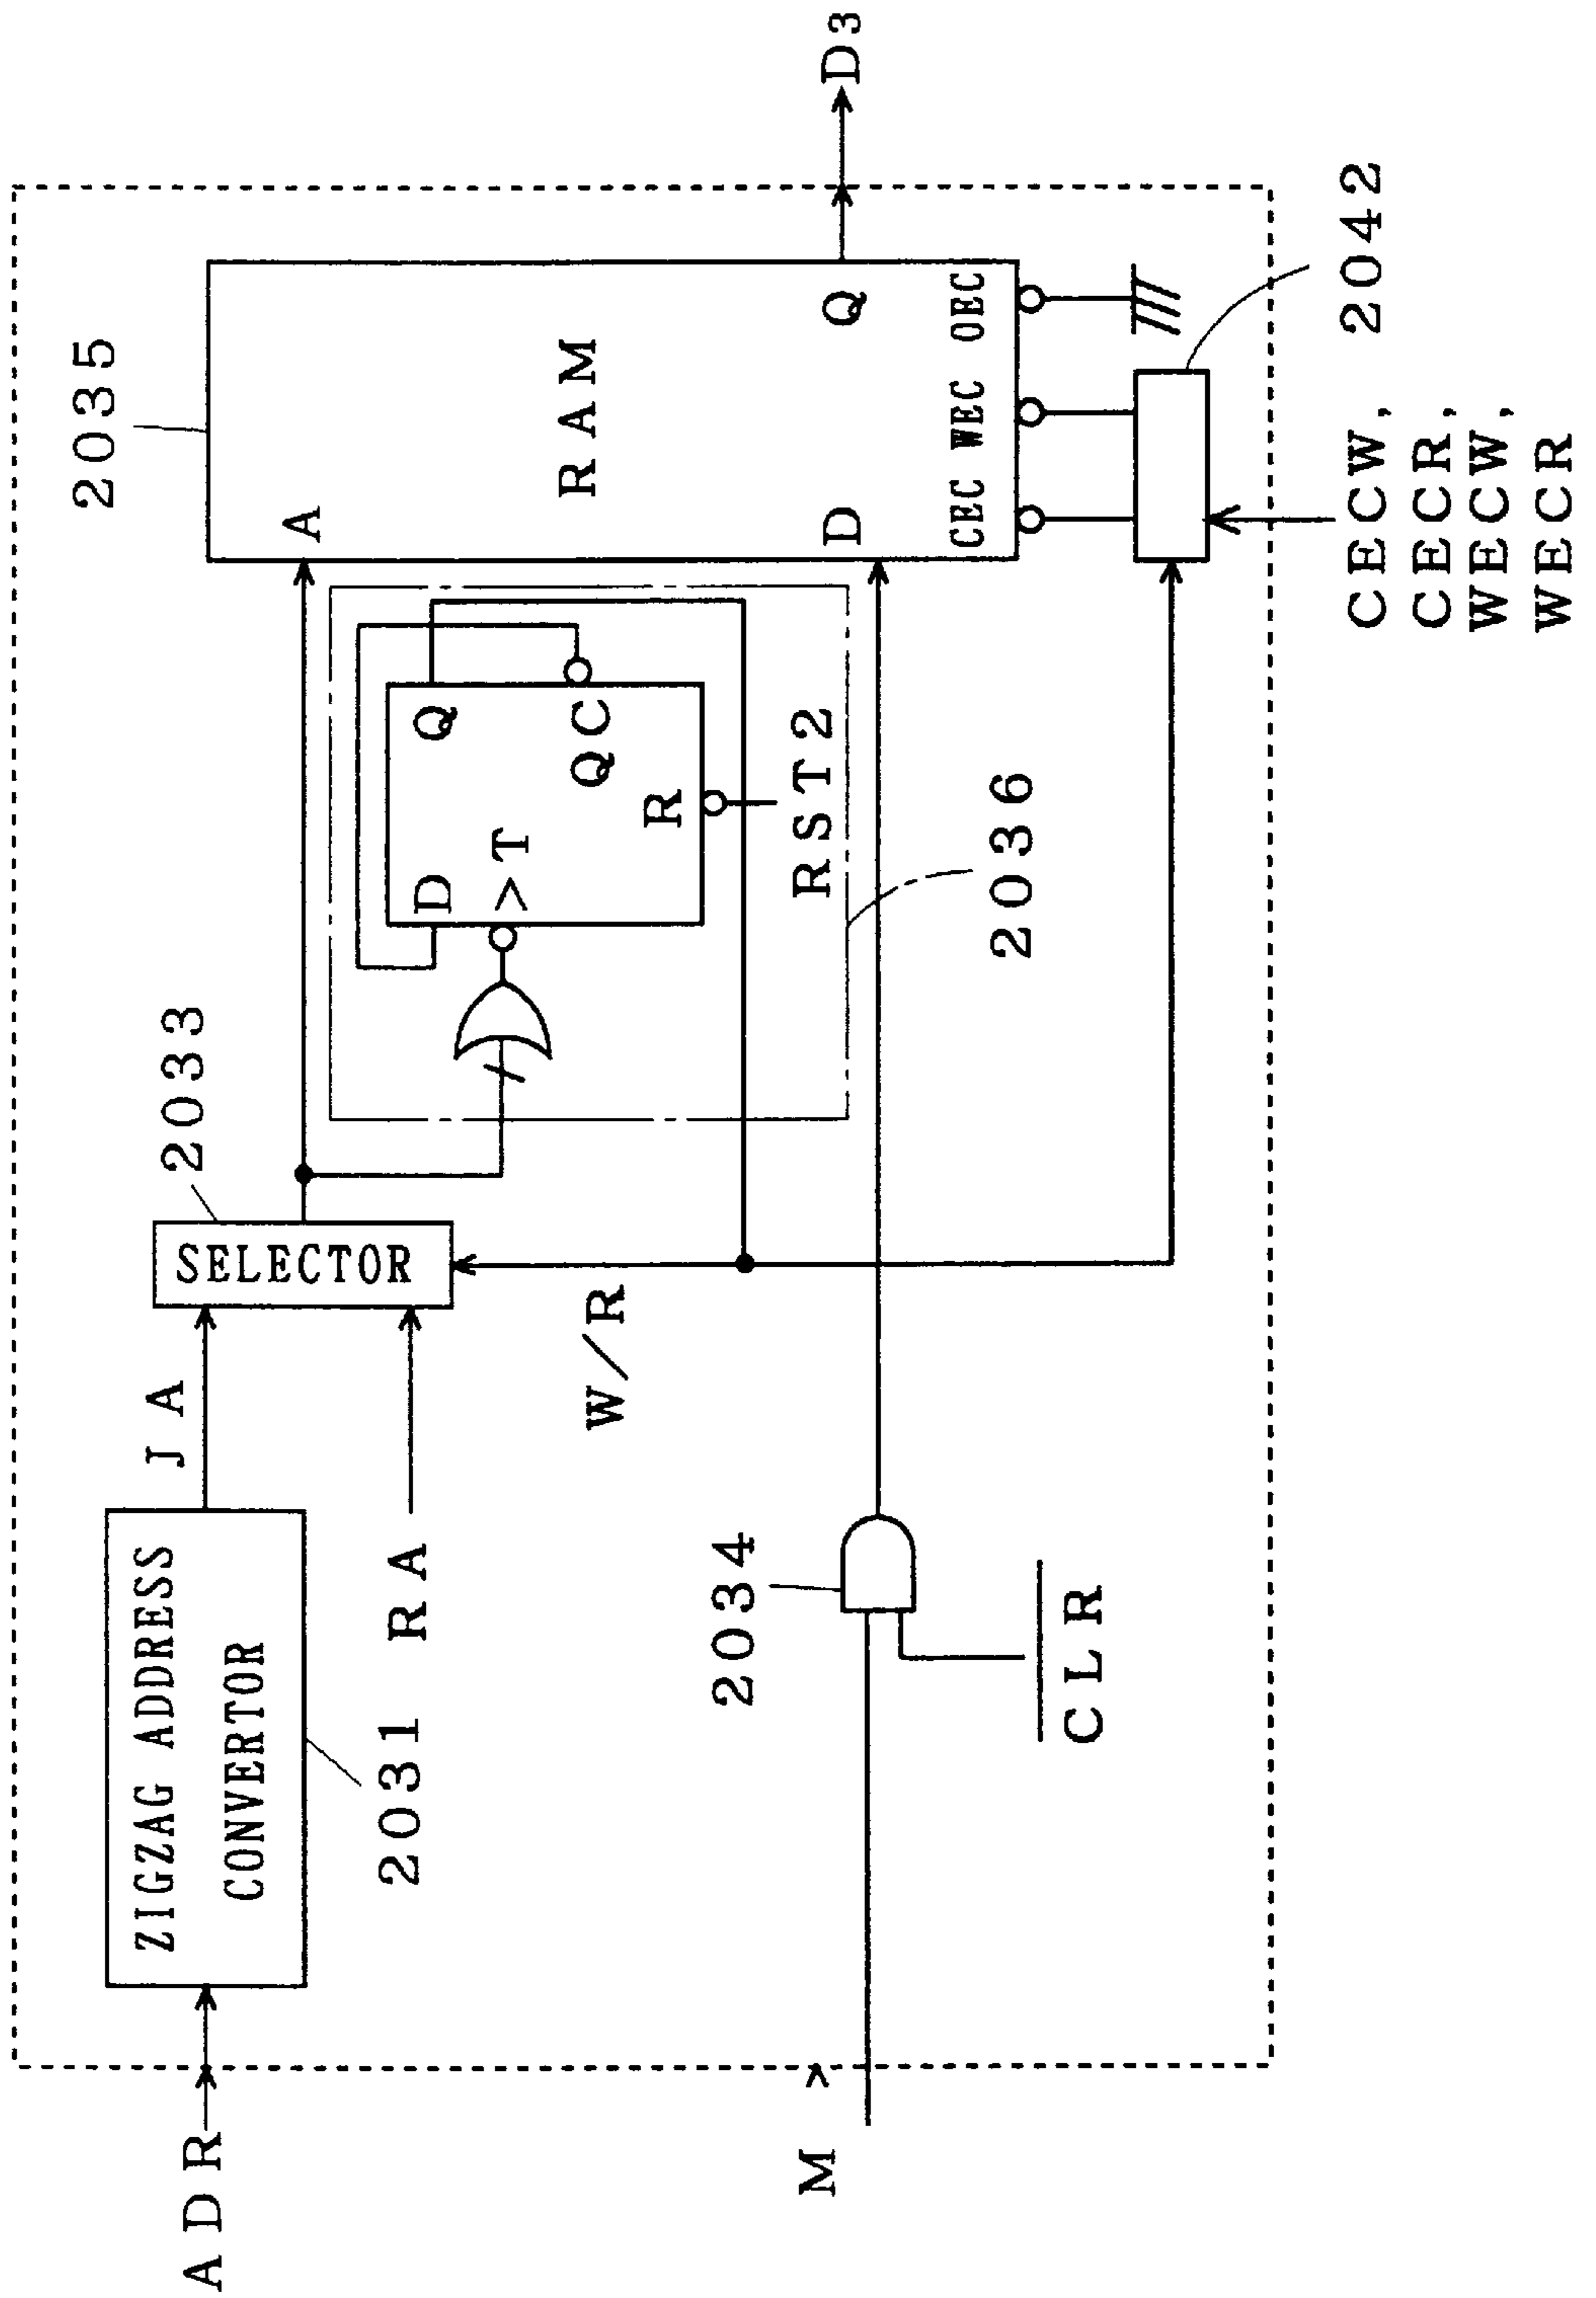 ADR
ZIGZAG ADDRESS
CONVERTOR
2031
JA
RA
SELECTOR
2033
W/R
D
>T
Q
QC
R
RST2
2036
2035
A
RAM
D
Q
CEC WEC OEC
D3
M
2034
CLR
2042
CECW,
CECR,
WECW,
WECR